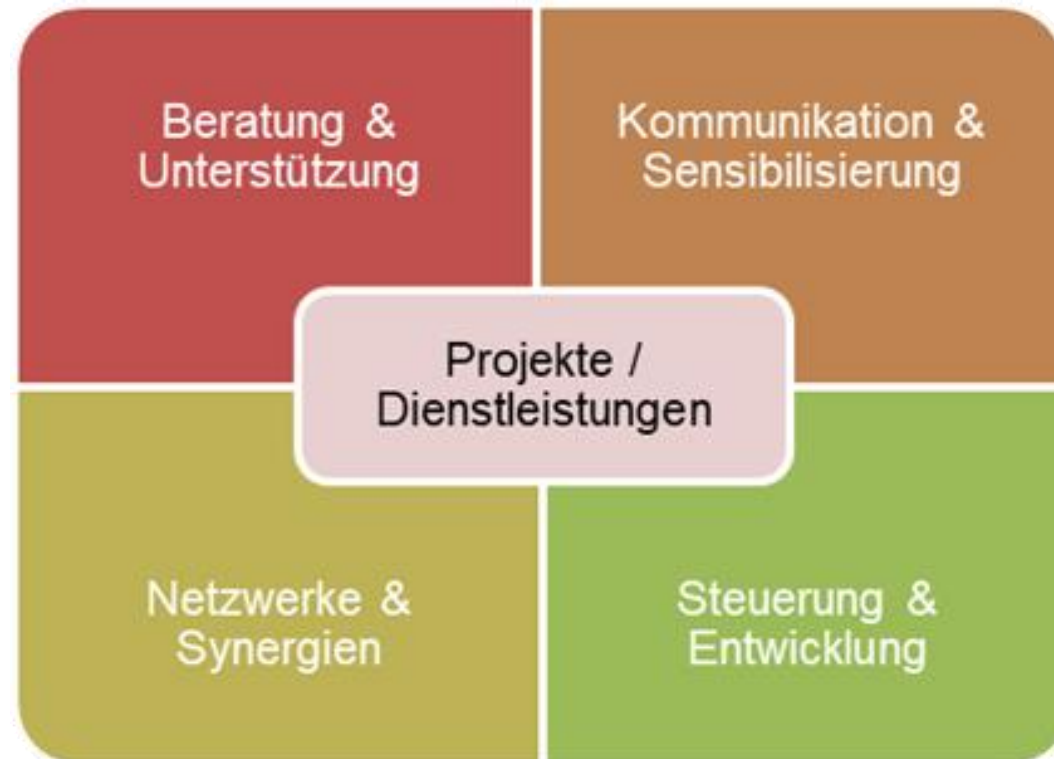 Beratung &
Unterstützung
Kommunikation &
Sensibilisierung
Projekte /
Dienstleistungen
Netzwerke &
Synergien
Steuerung &
Entwicklung